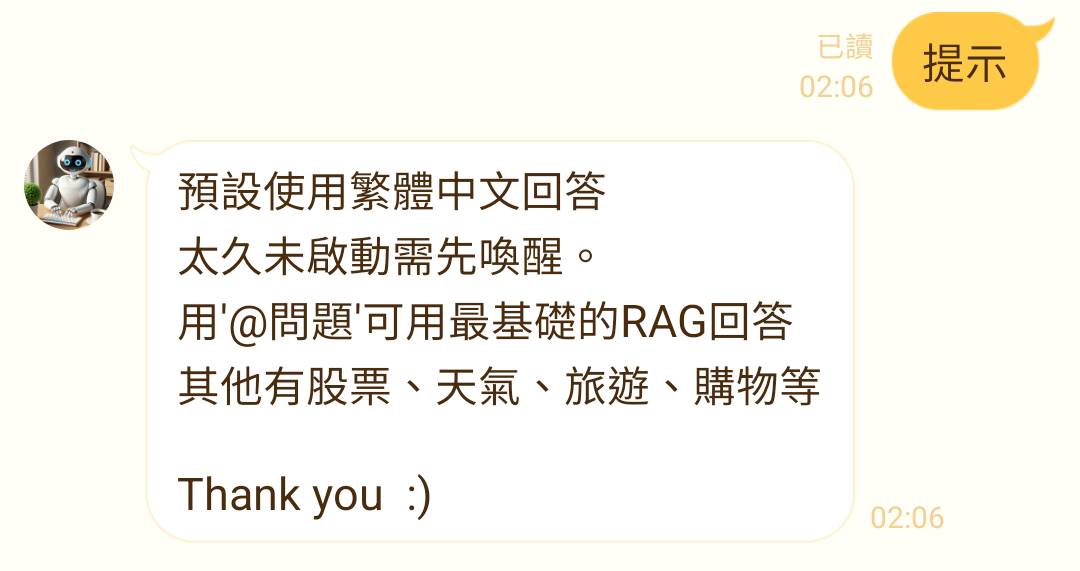 已讀
02:06
提示
預設使用繁體中文回答
太久未啟動需先喚醒。
用'@問題'可用最基礎的RAG回答
其他有股票、天氣、旅遊、購物等
Thank you  :)
02:06